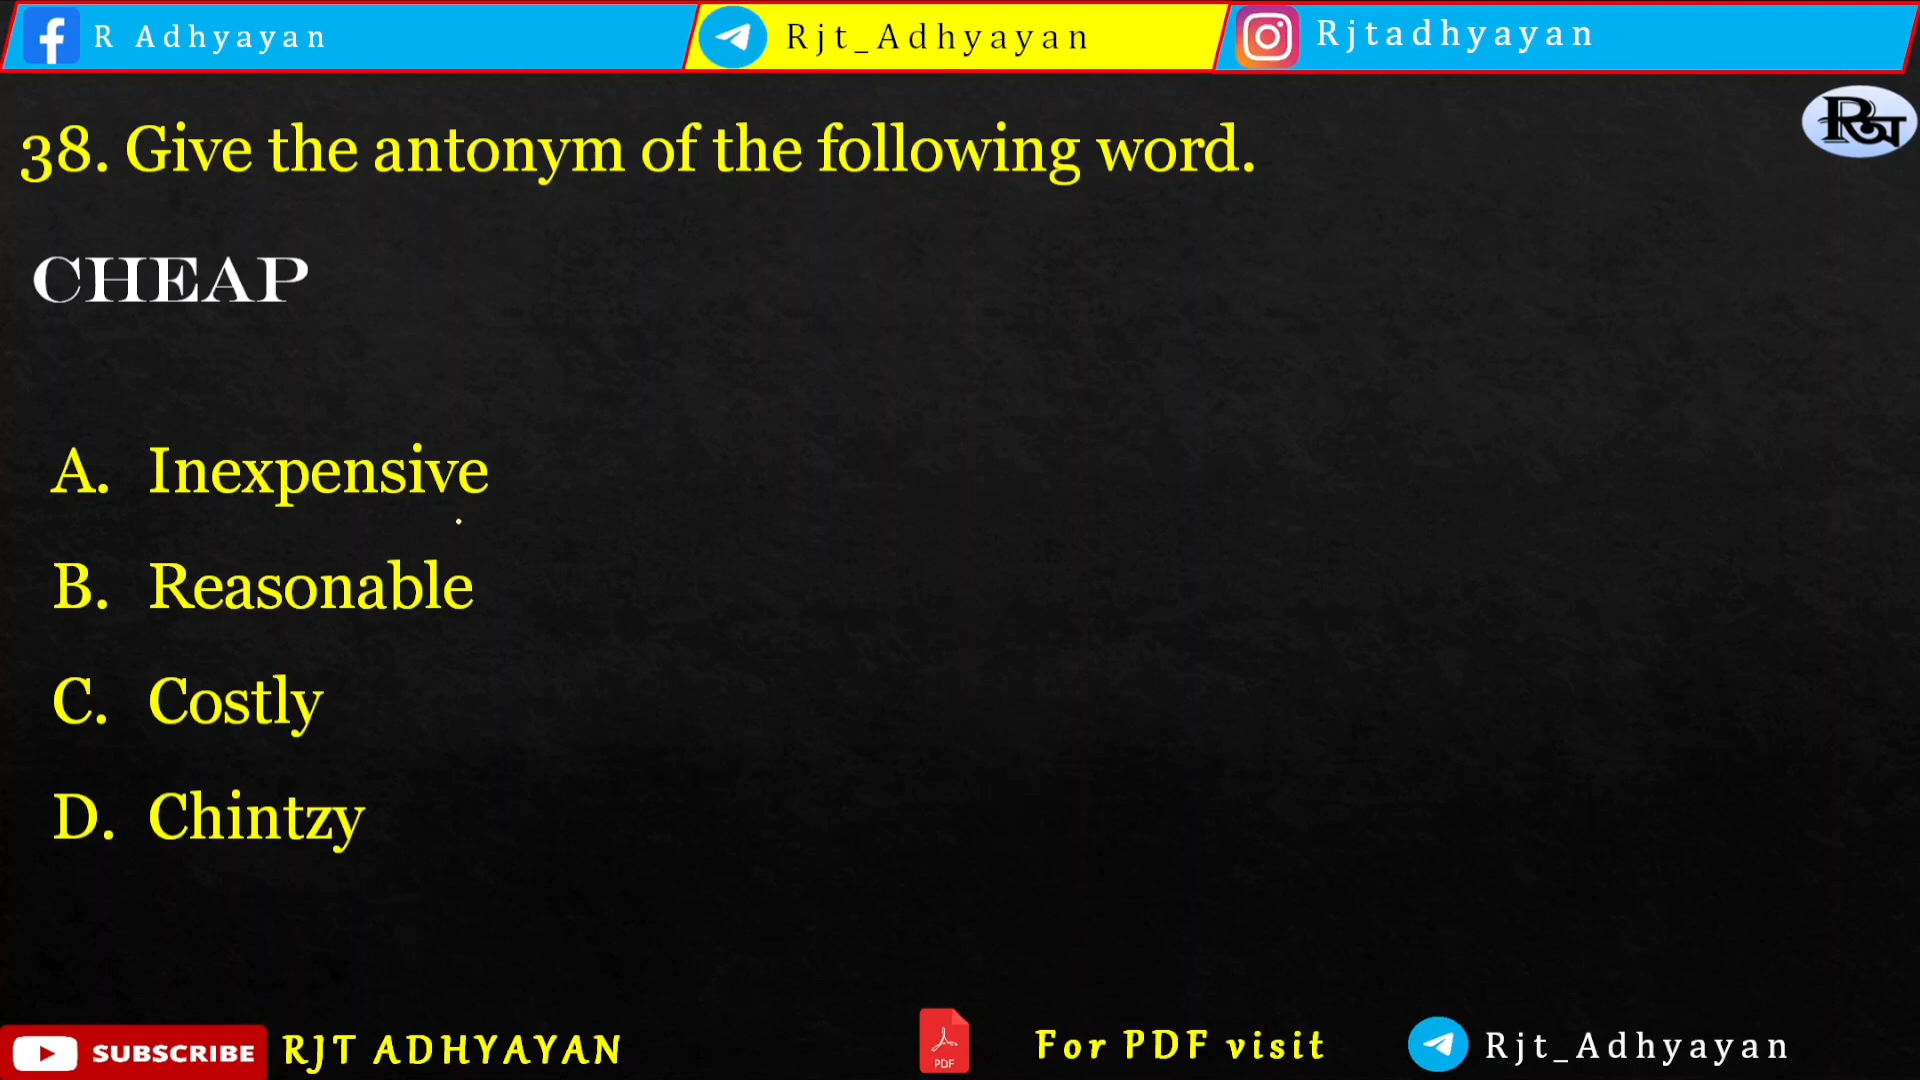 R Adhyayan
Rjt_Adhyayan
Rjtadhyayan
38. Give the antonym of the following word.
CHEAP
A. Inexpensive
B. Reasonable
C. Costly
D. Chintzy
SUBSCRIBE
RJT ADHYAYAN
PDF
For PDF visit
Rjt_Adhyayan